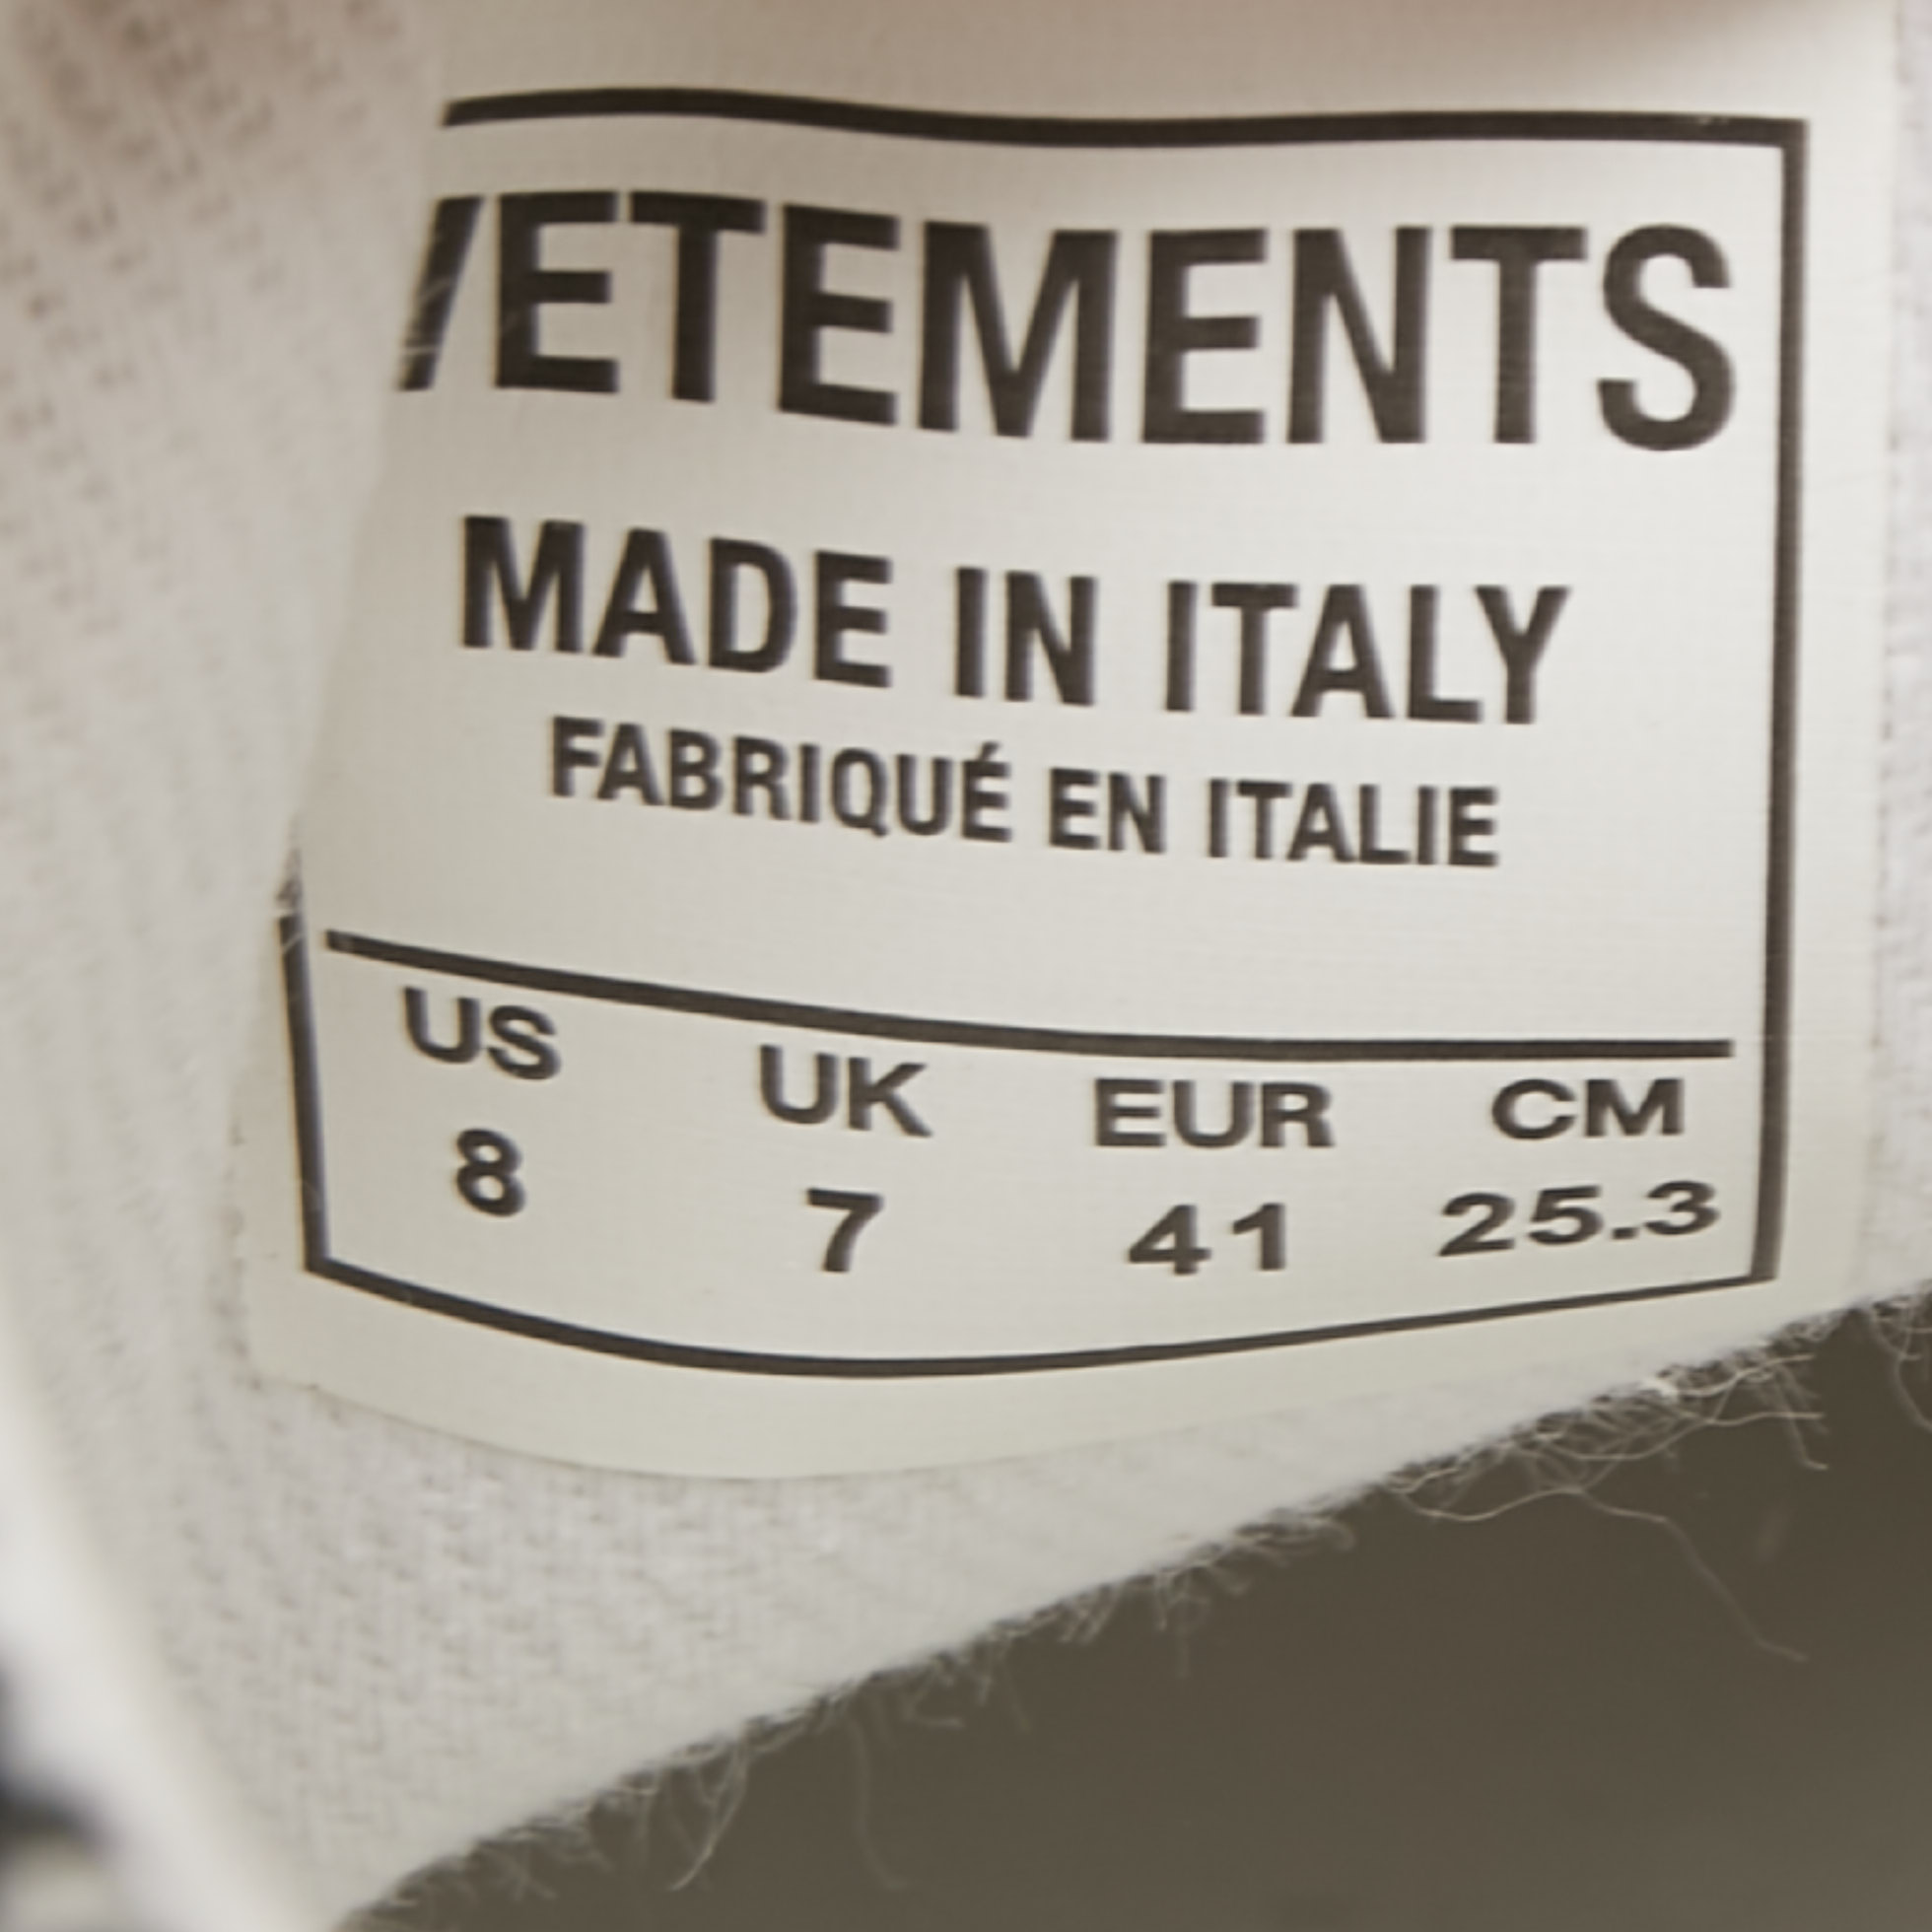 VETEMENTS
MADE IN ITALY
FABRIQUÉ EN ITALIE
US UK EUR CM
8 7 41 25.3